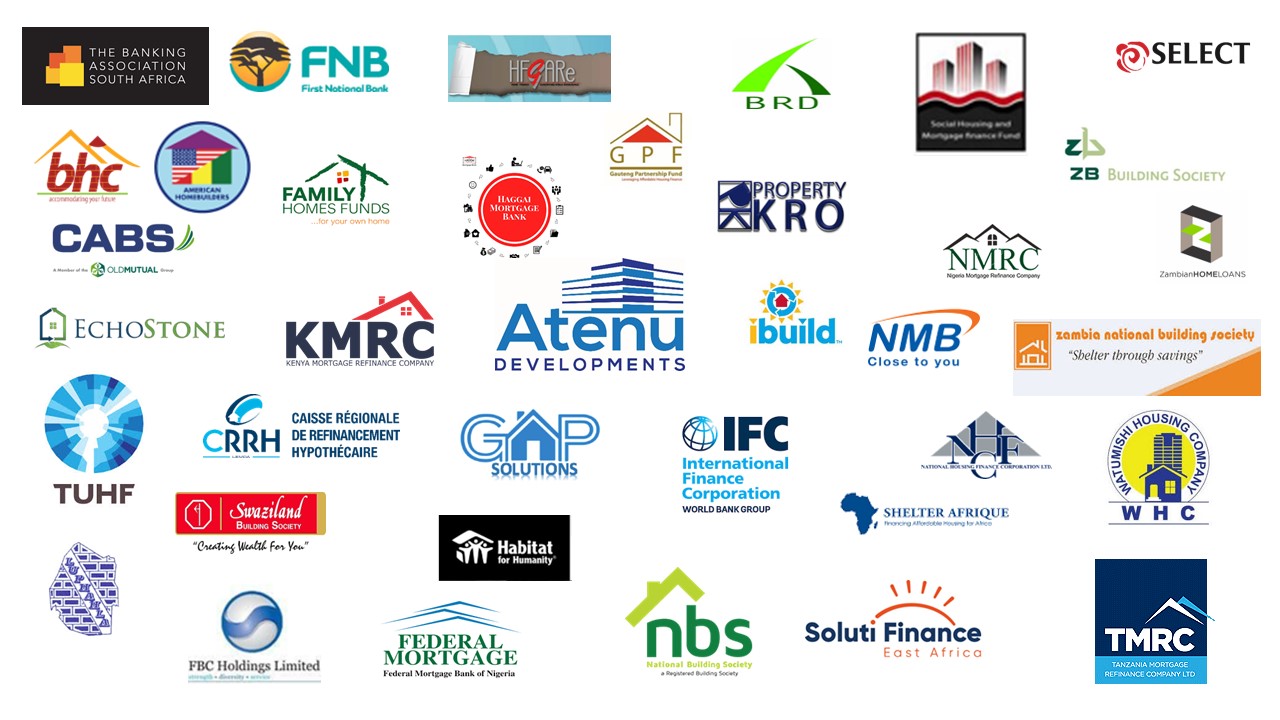 THE BANKING
ASSOCIATION
SOUTH AFRICA
FNB
First National Bank
HFgARe
BRD
Social Housing and
Mortgage finance Fund
SELECT
bhc
accommodating your future
AMERICAN
HOMEBUILDERS
FAMILY
HOMES FUNDS
...for your own home
HAGGAI
MORTGAGE
BANK
GPF
Gauteng Partnership Fund
Leveraging Affordable Housing Finance
PROPERTY
KRO
zb
ZB BUILDING SOCIETY
CABS
A Member of the OLDMUTUAL Group
NMRC
Nigeria Mortgage Refinance Company
ZambianHOMELOANS
ECHOSTONE
KMRC
KENYA MORTGAGE REFINANCE COMPANY
Atenu
DEVELOPMENTS
ibuild™
NMB
Close to you
zambia national building society
"Shelter through savings"
TUHF
CRRH
CAISSE RÉGIONALE
DE REFINANCEMENT
HYPOTHÉCAIRE
GAP
SOLUTIONS
IFC
International
Finance
Corporation
WORLD BANK GROUP
NHFC
NATIONAL HOUSING FINANCE CORPORATION LTD.
WATUMISHI HOUSING COMPANY
WHC
Swaziland
BUILDING SOCIETY
"Creating Wealth For You"
SHELTER AFRIQUE
Financing Affordable Housing for Africa
Habitat
for Humanity®
FBC Holdings Limited
strength • diversity • service
FEDERAL
MORTGAGE
Federal Mortgage Bank of Nigeria
nbs
National Building Society
a Registered Building Society
Soluti Finance
East Africa
TMRC
TANZANIA MORTGAGE
REFINANCE COMPANY LTD